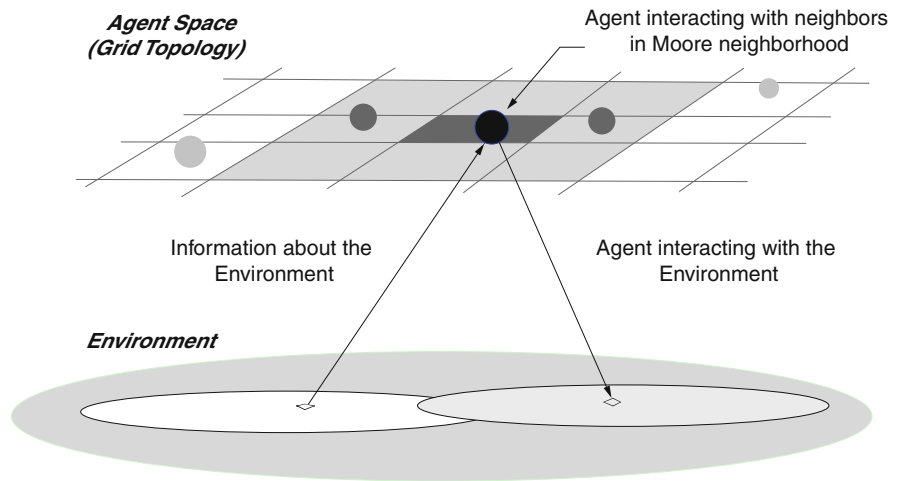 Agent Space
(Grid Topology)
Agent interacting with neighbors
in Moore neighborhood
Information about the
Environment
Agent interacting with the
Environment
Environment